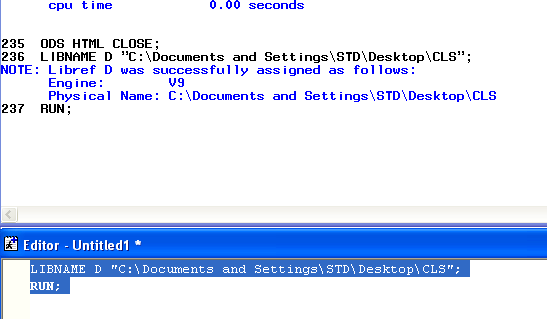 cpu time 0.00 seconds
235 ODS HTML CLOSE;
236 LIBNAME D "C:\Documents and Settings\STD\Desktop\CLS";
NOTE: Libref D was successfully assigned as follows:
Engine: V9
Physical Name: C:\Documents and Settings\STD\Desktop\CLS
237 RUN;
Editor - Untitled1 *
LIBNAME D "C:\Documents and Settings\STD\Desktop\CLS";
RUN;